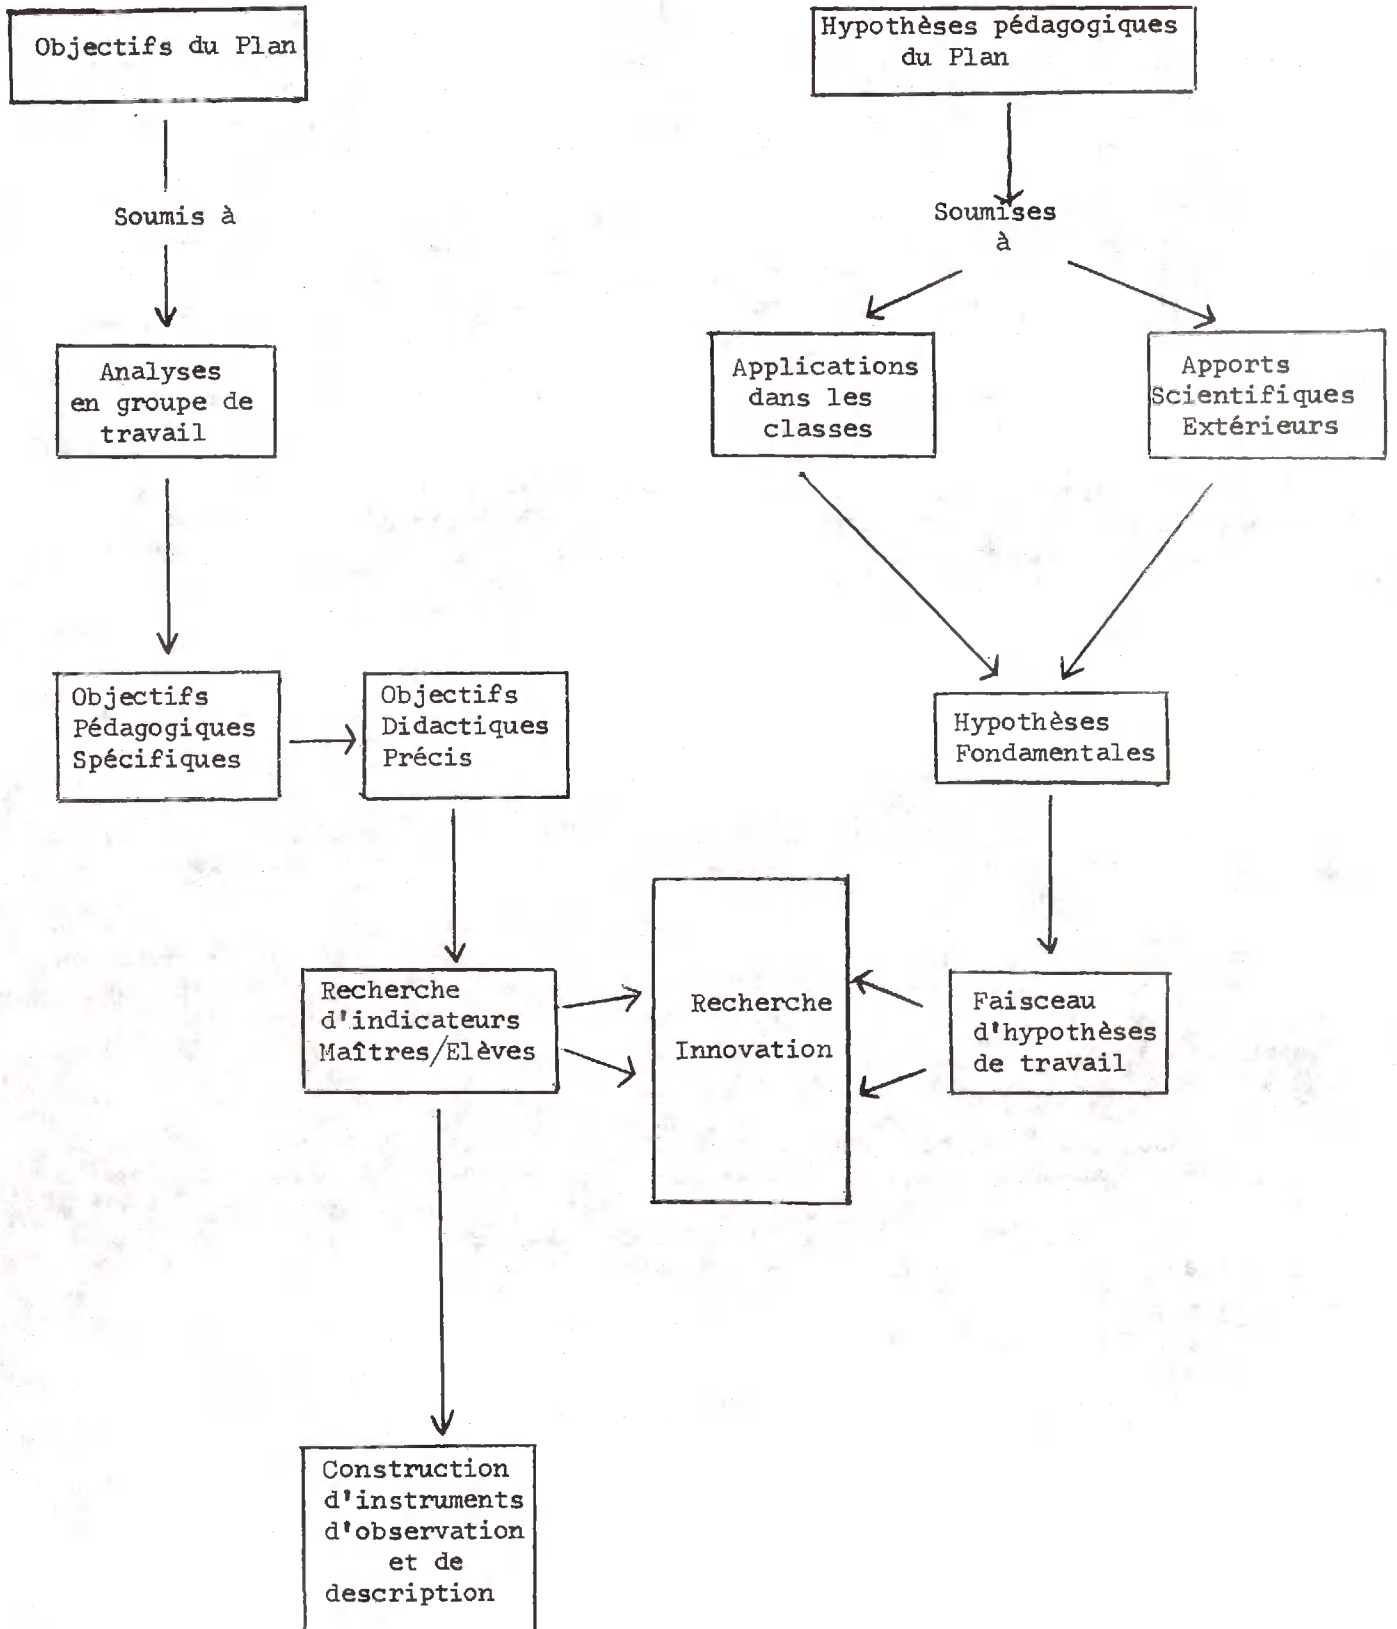 Objectifs du Plan
Hypothèses pédagogiques
du Plan
Soumis à
Soumises
à
Analyses
en groupe de
travail
Applications
dans les
classes
Apports
Scientifiques
Extérieurs
Objectifs
Pédagogiques
Spécifiques
Objectifs
Didactiques
Précis
Hypothèses
Fondamentales
Recherche
d'indicateurs
Maîtres/Elèves
Recherche
Innovation
Faisceau
d'hypothèses
de travail
Construction
d'instruments
d'observation
et de
description